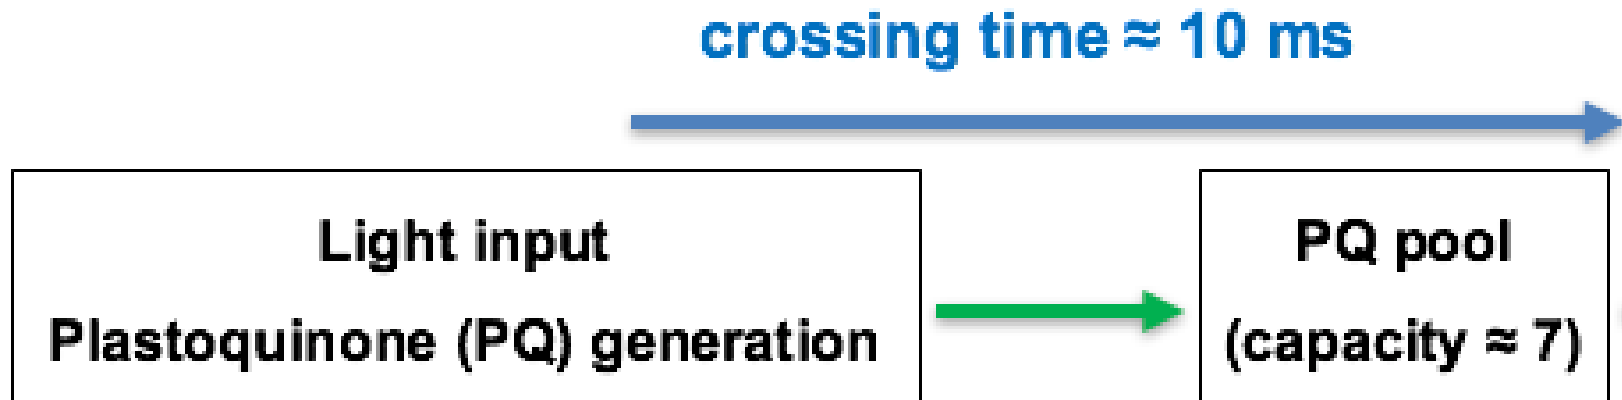 crossing time ≈ 10 ms
Light input
Plastoquinone (PQ) generation
PQ pool
(capacity ≈ 7)